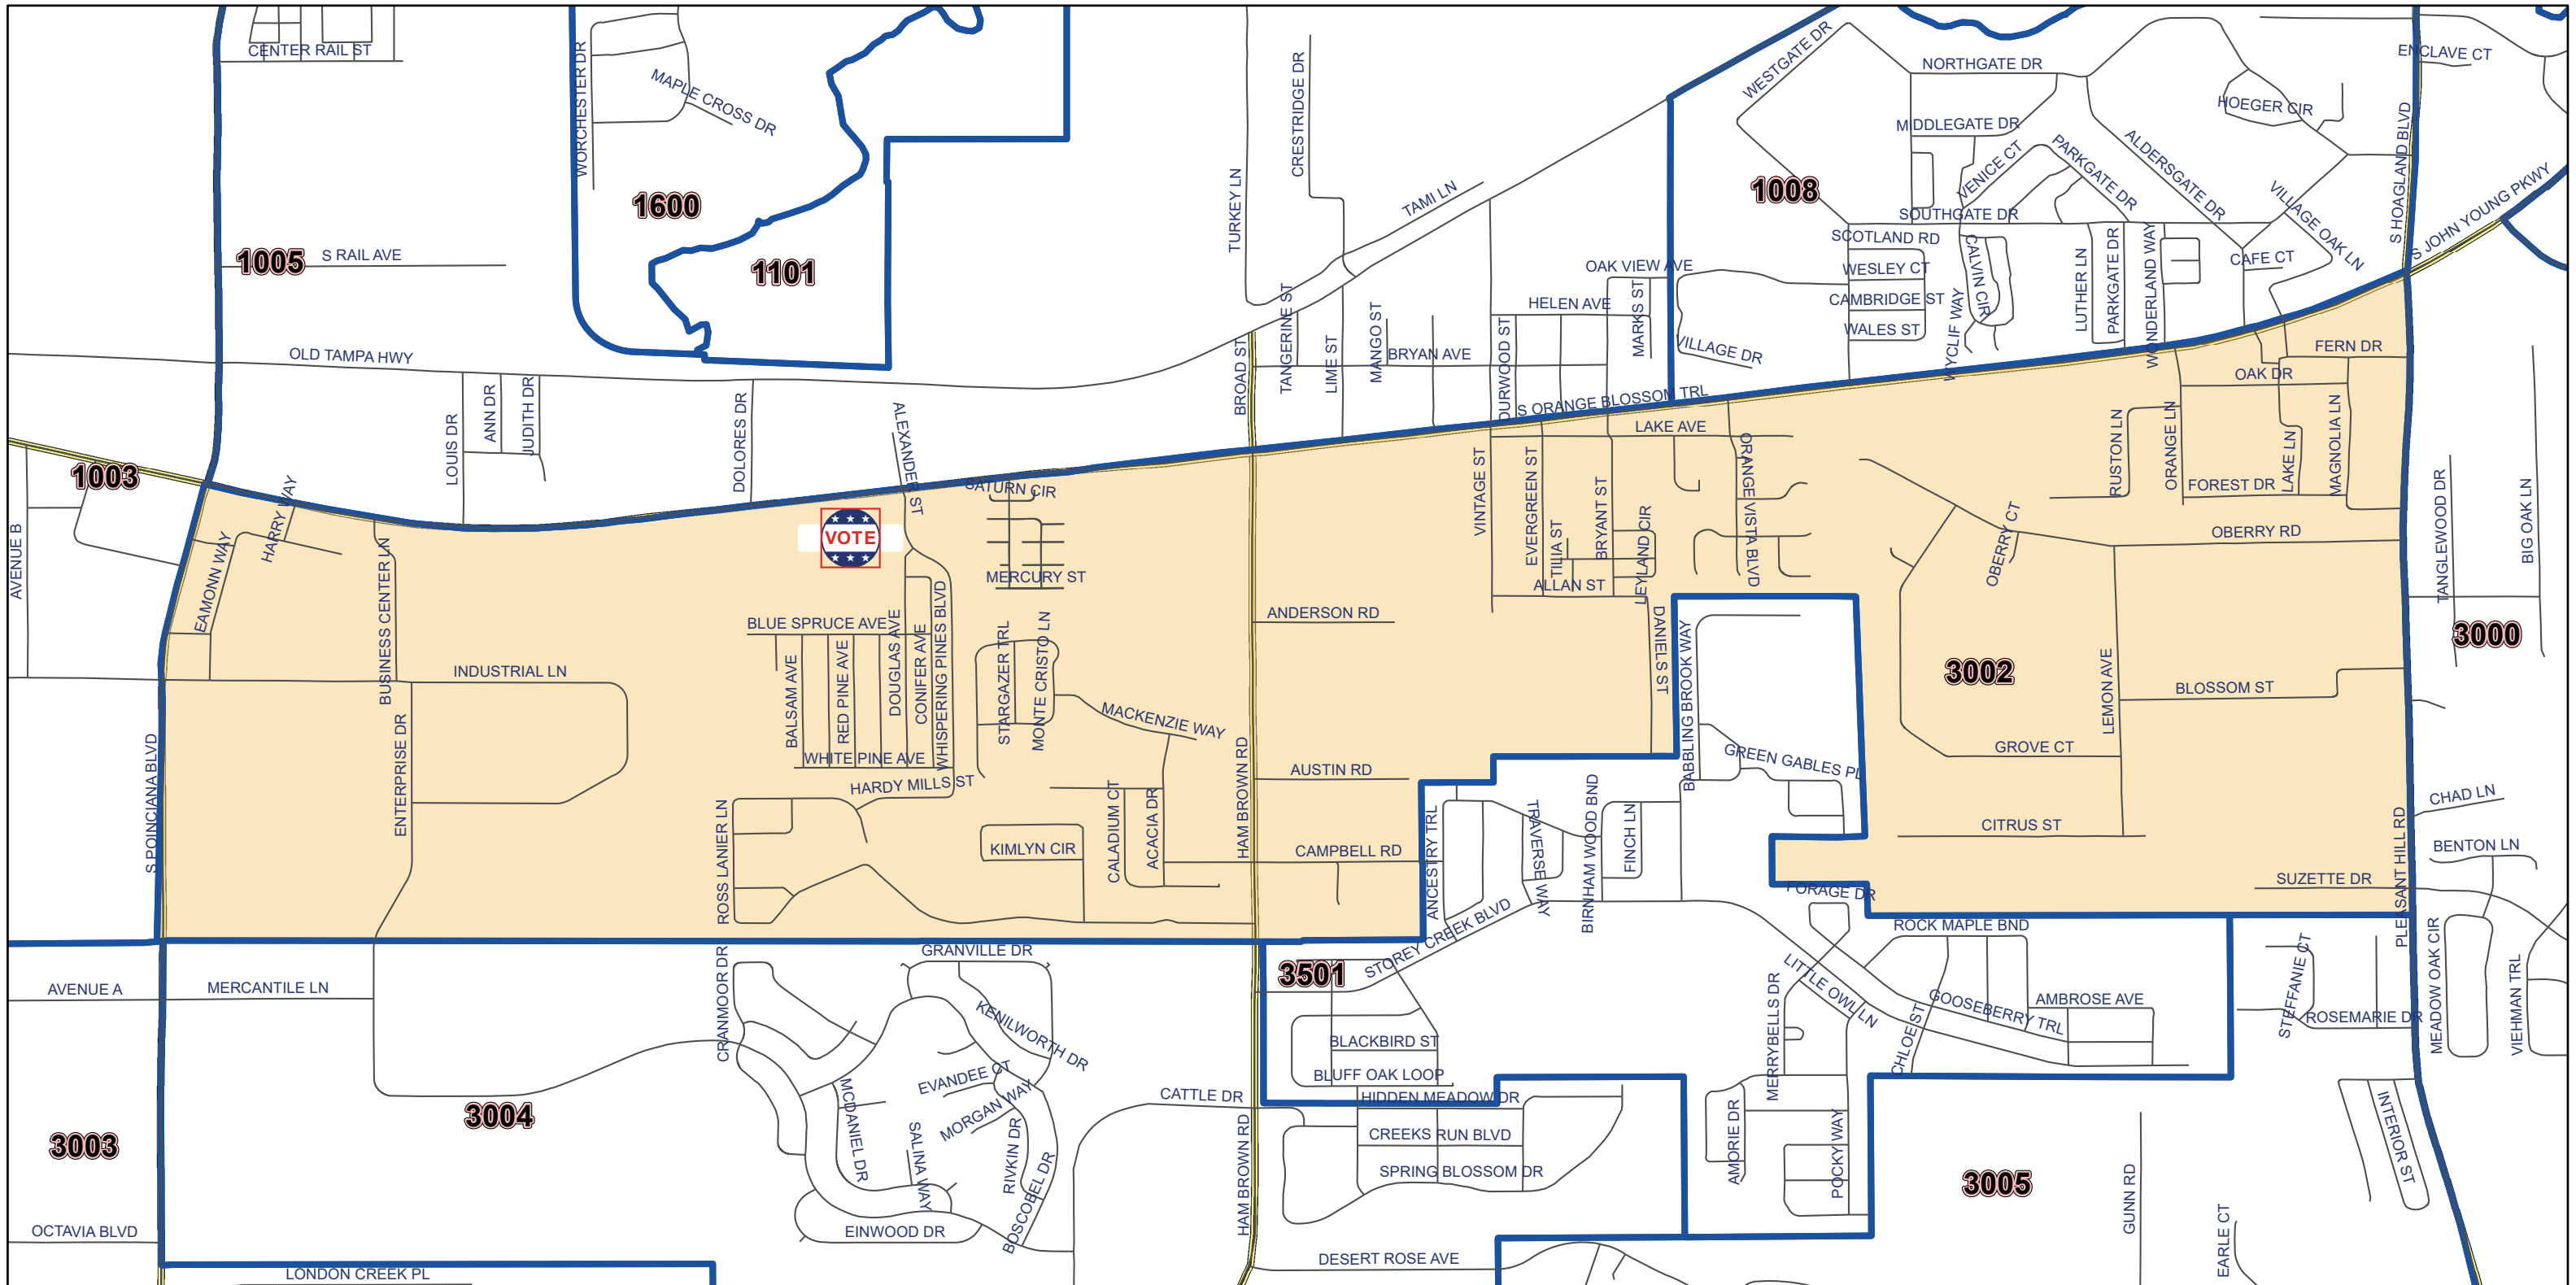 CENTER RAIL ST
WORCHESTER DR
MAPLE CROSS DR
1600
1005
S RAIL AVE
1101
OLD TAMPA HWY
TURKEY LN
CRESTRIDGE DR
TAMI LN
WESTGATE DR
NORTHGATE DR
MIDDLEGATE DR
1008
VENICE CT
PARKGATE DR
ALDERSGATE DR
HOEGER CIR
ENCLAVE CT
S HOAGLAND BLVD
S JOHN YOUNG PKWY
VILLAGE OAK LN
SOUTHGATE DR
SCOTLAND RD
WESLEY CT
CAMBRIDGE ST
WALES ST
CALVIN CIR
WYCLIF WAY
LUTHER LN
PARKGATE DR
WONDERLAND WAY
CAFE CT
OAK VIEW AVE
HELEN AVE
MARKS ST
VILLAGE DR
BRYAN AVE
BROAD ST
TANGERINE ST
LIME ST
MANGO ST
DURWOOD ST
S ORANGE BLOSSOM TRL
LOUIS DR
ANN DR
JUDITH DR
DOLORES DR
ALEXANDER ST
1003
AVENUE B
HARRY WAY
EAMONN WAY
BUSINESS CENTER LN
VOTE
SATURN CIR
MERCURY ST
LAKE AVE
FERN DR
OAK DR
RUSTON LN
ORANGE LN
LAKE LN
MAGNOLIA LN
FOREST DR
OBERRY RD
OBERRY CT
VINTAGE ST
EVERGREEN ST
TILIA ST
BRYANT ST
LEYLAND CIR
ORANGE VISTA BLVD
ALLAN ST
DANIELS ST
TANGLEWOOD DR
BIG OAK LN
3000
ANDERSON RD
BLUE SPRUCE AVE
BALSAM AVE
RED PINE AVE
DOUGLAS AVE
CONIFER AVE
WHISPERING PINES BLVD
WHITE PINE AVE
STARGAZER TRL
MONTE CRISTO LN
MACKENZIE WAY
INDUSTRIAL LN
ENTERPRISE DR
S POINCIANA BLVD
HARDY MILLS ST
ROSS LANIER LN
KIMLYN CIR
CALADIUM CT
ACACIA DR
HAM BROWN RD
AUSTIN RD
CAMPBELL RD
BABBLING BROOK WAY
GREEN GABLES PL
3002
LEMON AVE
BLOSSOM ST
GROVE CT
CITRUS ST
SUZETTE DR
PLEASANT HILL RD
CHAD LN
BENTON LN
ANCESTRY TRL
TRAVERSE WAY
BIRNHAM WOOD BND
FINCH LN
FORAGE DR
STOREY CREEK BLVD
3501
ROCK MAPLE BND
LITTLE OWL LN
GOOSEBERRY TRL
AMBROSE AVE
CHLOE ST
MERRYBELLS DR
STEFFANIE CT
ROSEMARIE DR
MEADOW OAK CIR
VIEHMAN TRL
AVENUE A
MERCANTILE LN
CRANMOOR DR
GRANVILLE DR
KENILWORTH DR
EVANDEE CT
MORGAN WAY
MCDANIEL DR
SALINA WAY
RIVKIN DR
BOSCOBEL DR
EINWOOD DR
CATTLE DR
HAM BROWN RD
BLACKBIRD ST
BLUFF OAK LOOP
HIDDEN MEADOW DR
CREEKS RUN BLVD
SPRING BLOSSOM DR
DESERT ROSE AVE
AMORIE DR
POCKY WAY
3005
GUNN RD
EARLE CT
INTERIOR ST
3003
3004
OCTAVIA BLVD
LONDON CREEK PL